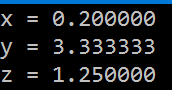 x = 0.200000
y = 3.333333
z = 1.250000